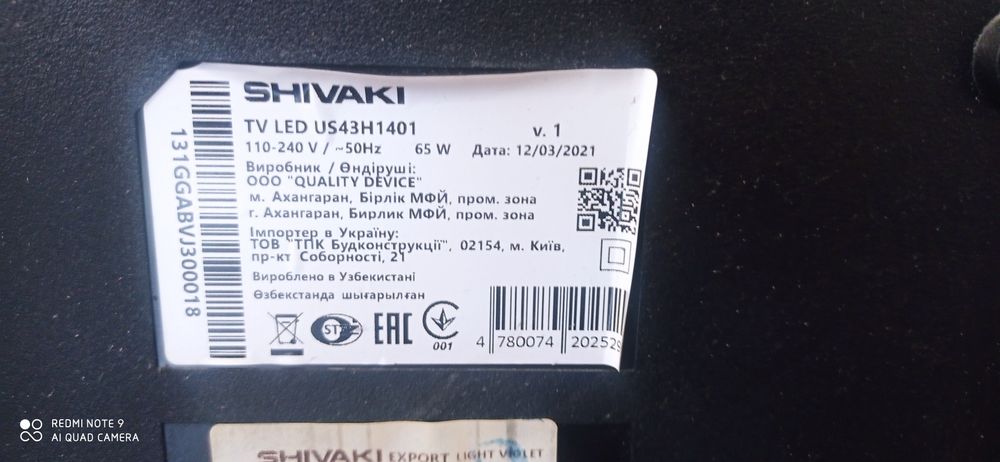 SHIVAKI
TV LED US43H1401 v. 1
110-240 V / ~50Hz 65 W Дата: 12/03/2021
Виробник / Өндіруші:
ООО "QUALITY DEVICE"
м. Ахангаран, Бірлік МФЙ, пром. зона
г. Ахангаран, Бирлик МФЙ, пром. зона
Імпортер в Україну:
ТОВ "ТПК Будконструкції", 02154, м. Київ,
пр-кт Соборності, 21
Вироблено в Узбекистані
Өзбекстанда шығарылған
ST
EAC
001
4 780074 202529
131GGABVJ300018
SHIVAKI EXPORT LIGHT VIOLET
REDMI NOTE 9
AI QUAD CAMERA